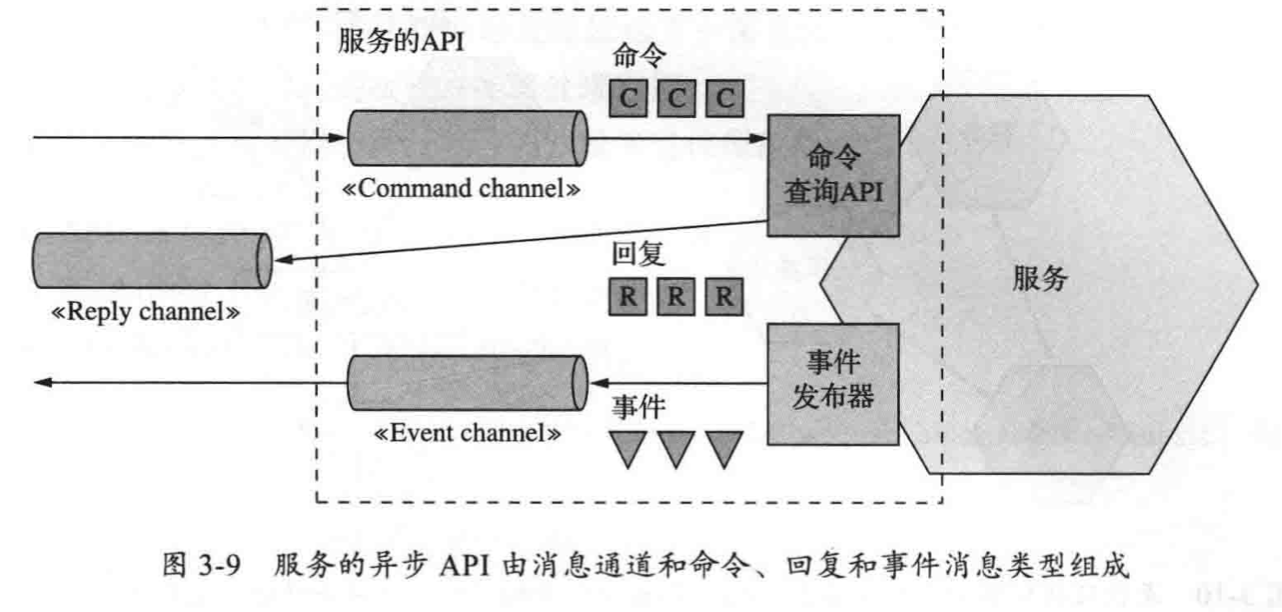 服务的API
命令
C C C
命令
查询API
«Command channel»
服务
回复
«Reply channel»
R R R
事件
发布器
事件
«Event channel»
图 3-9 服务的异步 API 由消息通道和命令、回复和事件消息类型组成